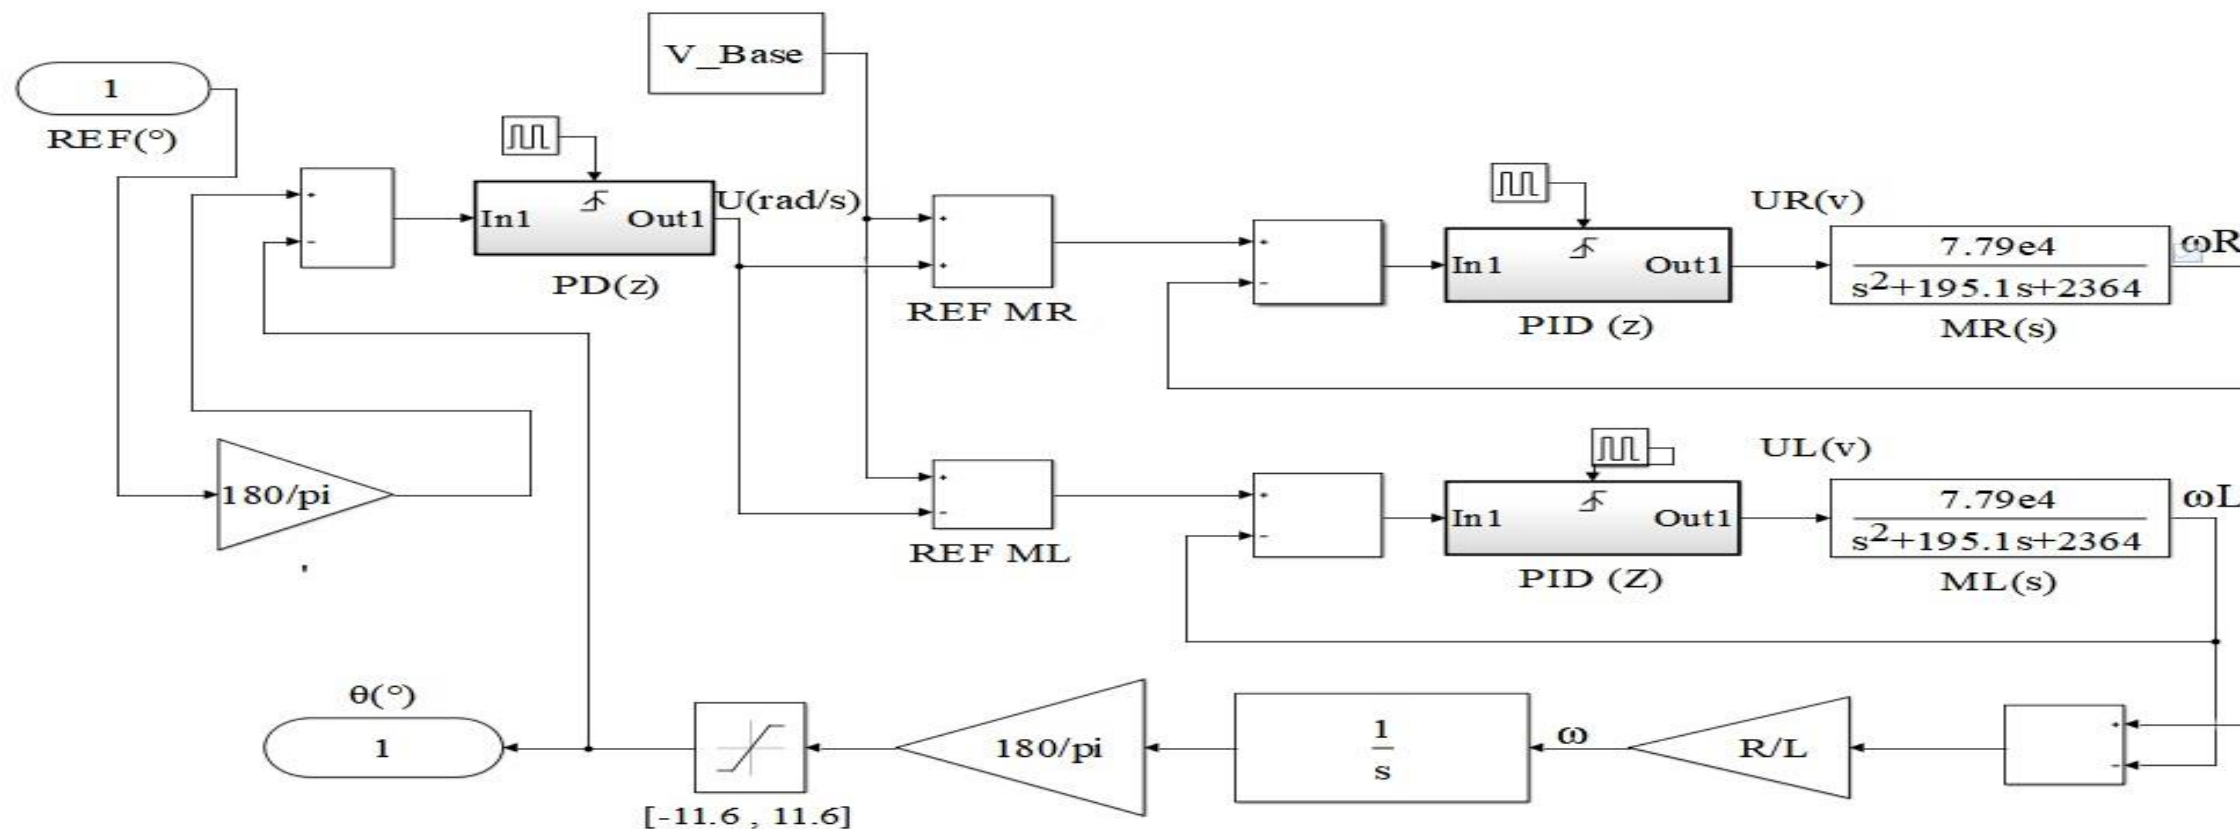 V_Base
1
REF(°)
U(rad/s)
In1
Out1
PD(z)
REF MR
In1
Out1
PID (z)
UR(v)
7.79e4
s²+195.1s+2364
MR(s)
ωR
180/pi
'
REF ML
In1
Out1
PID (Z)
UL(v)
7.79e4
s²+195.1s+2364
ML(s)
ωL
θ(°)
1
[-11.6 , 11.6]
180/pi
1
s
ω
R/L